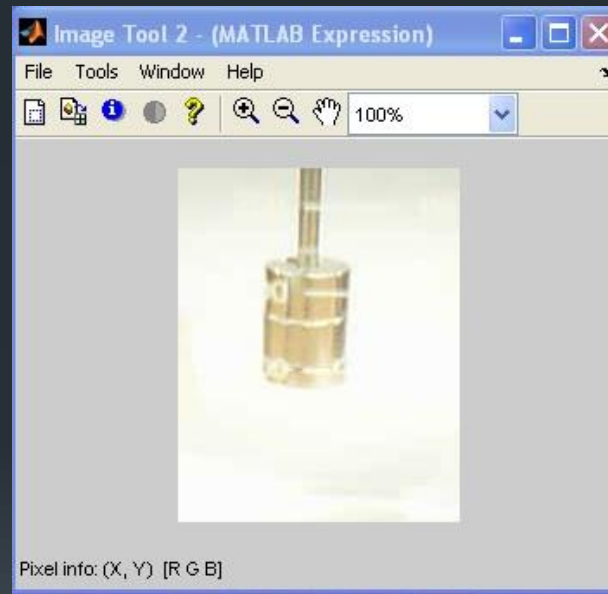 Image Tool 2 - (MATLAB Expression)
File Tools Window Help
100%
Pixel info: (X, Y) [R G B]